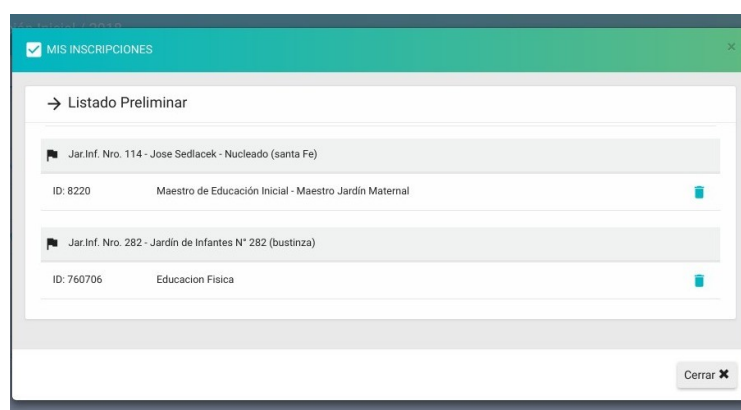 MIS INSCRIPCIONES
Listado Preliminar
Jar.Inf. Nro. 114 - Jose Sedlacek - Nucleado (santa Fe)
ID: 8220 Maestro de Educación Inicial - Maestro Jardín Maternal
Jar.Inf. Nro. 282 - Jardín de Infantes N° 282 (bustinza)
ID: 760706 Educacion Fisica
Cerrar